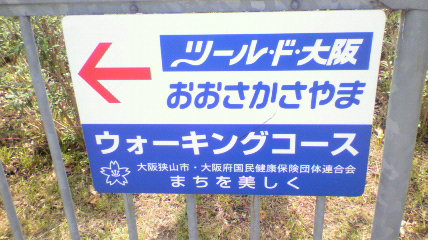 ツール・ド・大阪
おおさかさやま
ウォーキングコース
大阪狭山市・大阪府国民健康保険団体連合会
まちを美しく